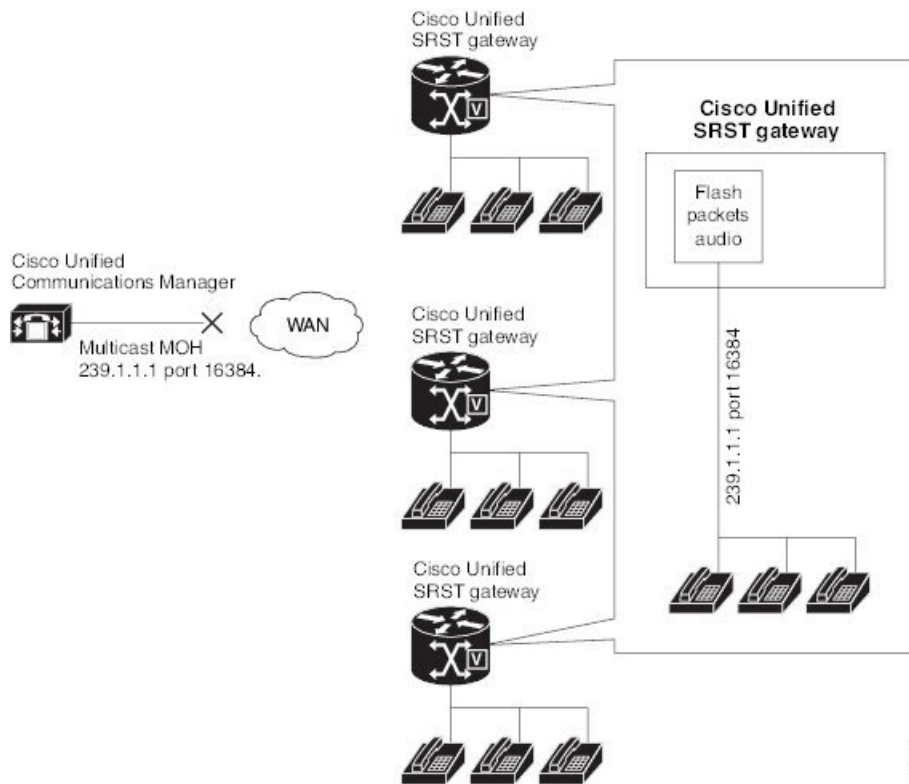 Cisco Unified
SRST gateway
V
Cisco Unified
SRST gateway
Flash
packets
audio
Cisco Unified
Communications Manager
WAN
Multicast MOH
239.1.1.1 port 16384.
Cisco Unified
SRST gateway
V
239.1.1.1 port 16384
Cisco Unified
SRST gateway
V